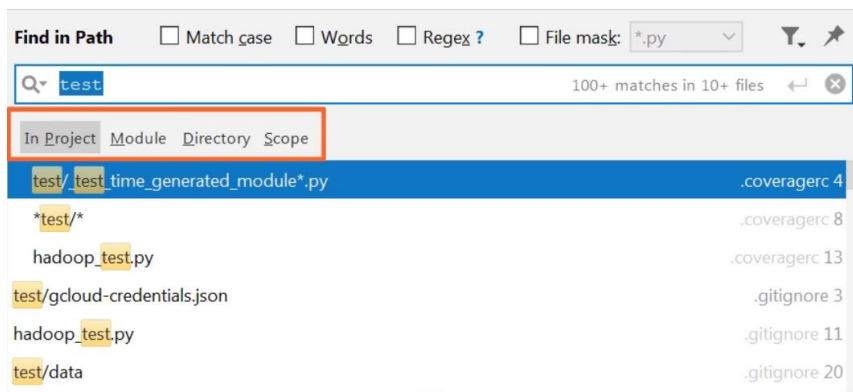 Find in Path Match case Words Regex ? File mask: *.py
test 100+ matches in 10+ files
In Project Module Directory Scope
test/_test_time_generated_module*.py .coveragerc 4
*test/* .coveragerc 8
hadoop_test.py .coveragerc 13
test/gcloud-credentials.json .gitignore 3
hadoop_test.py .gitignore 11
test/data .gitignore 20